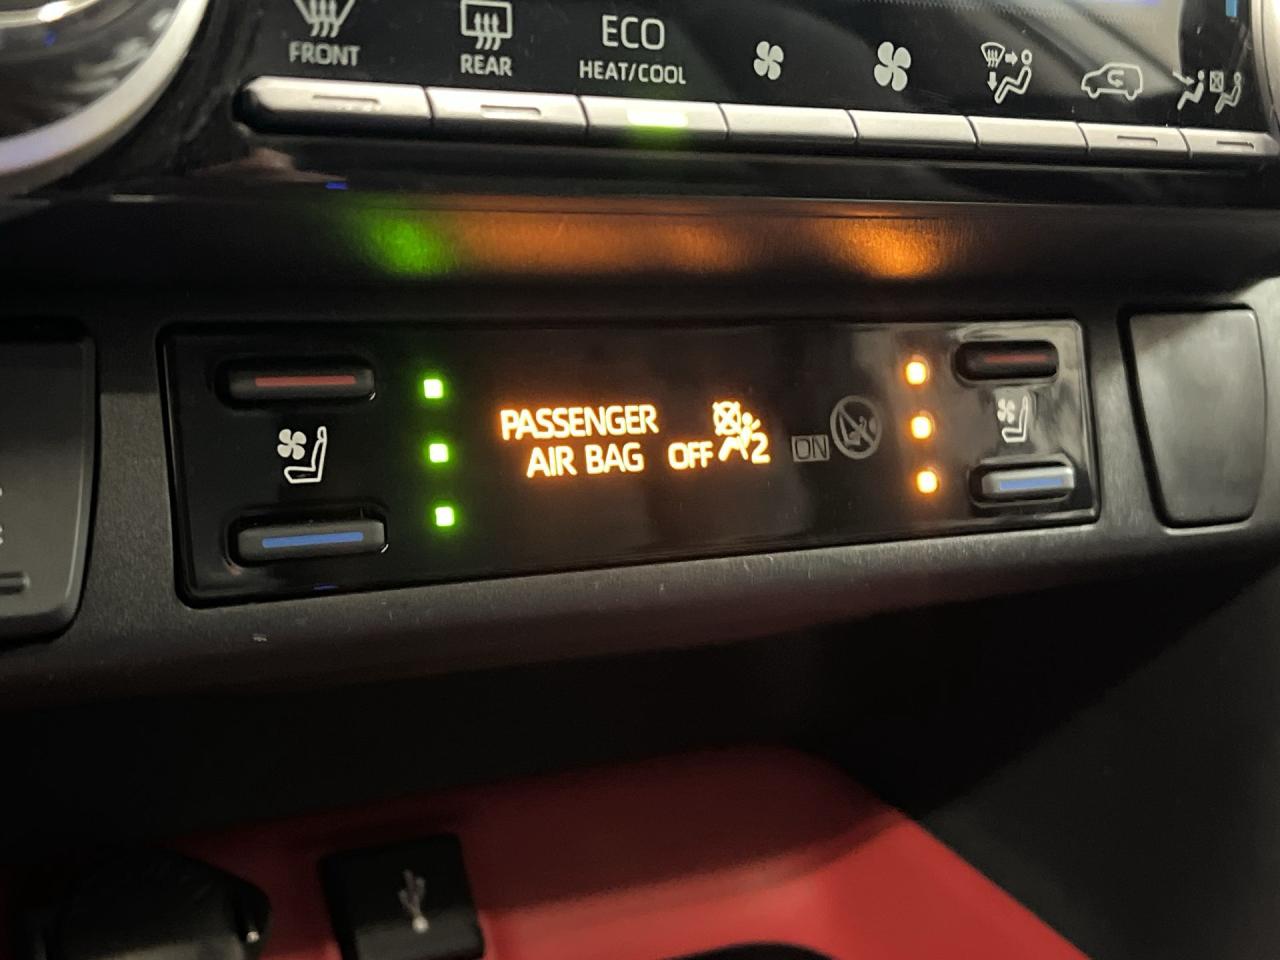 FRONT
REAR
ECO
HEAT/COOL
PASSENGER
AIR BAG OFF 2
ON